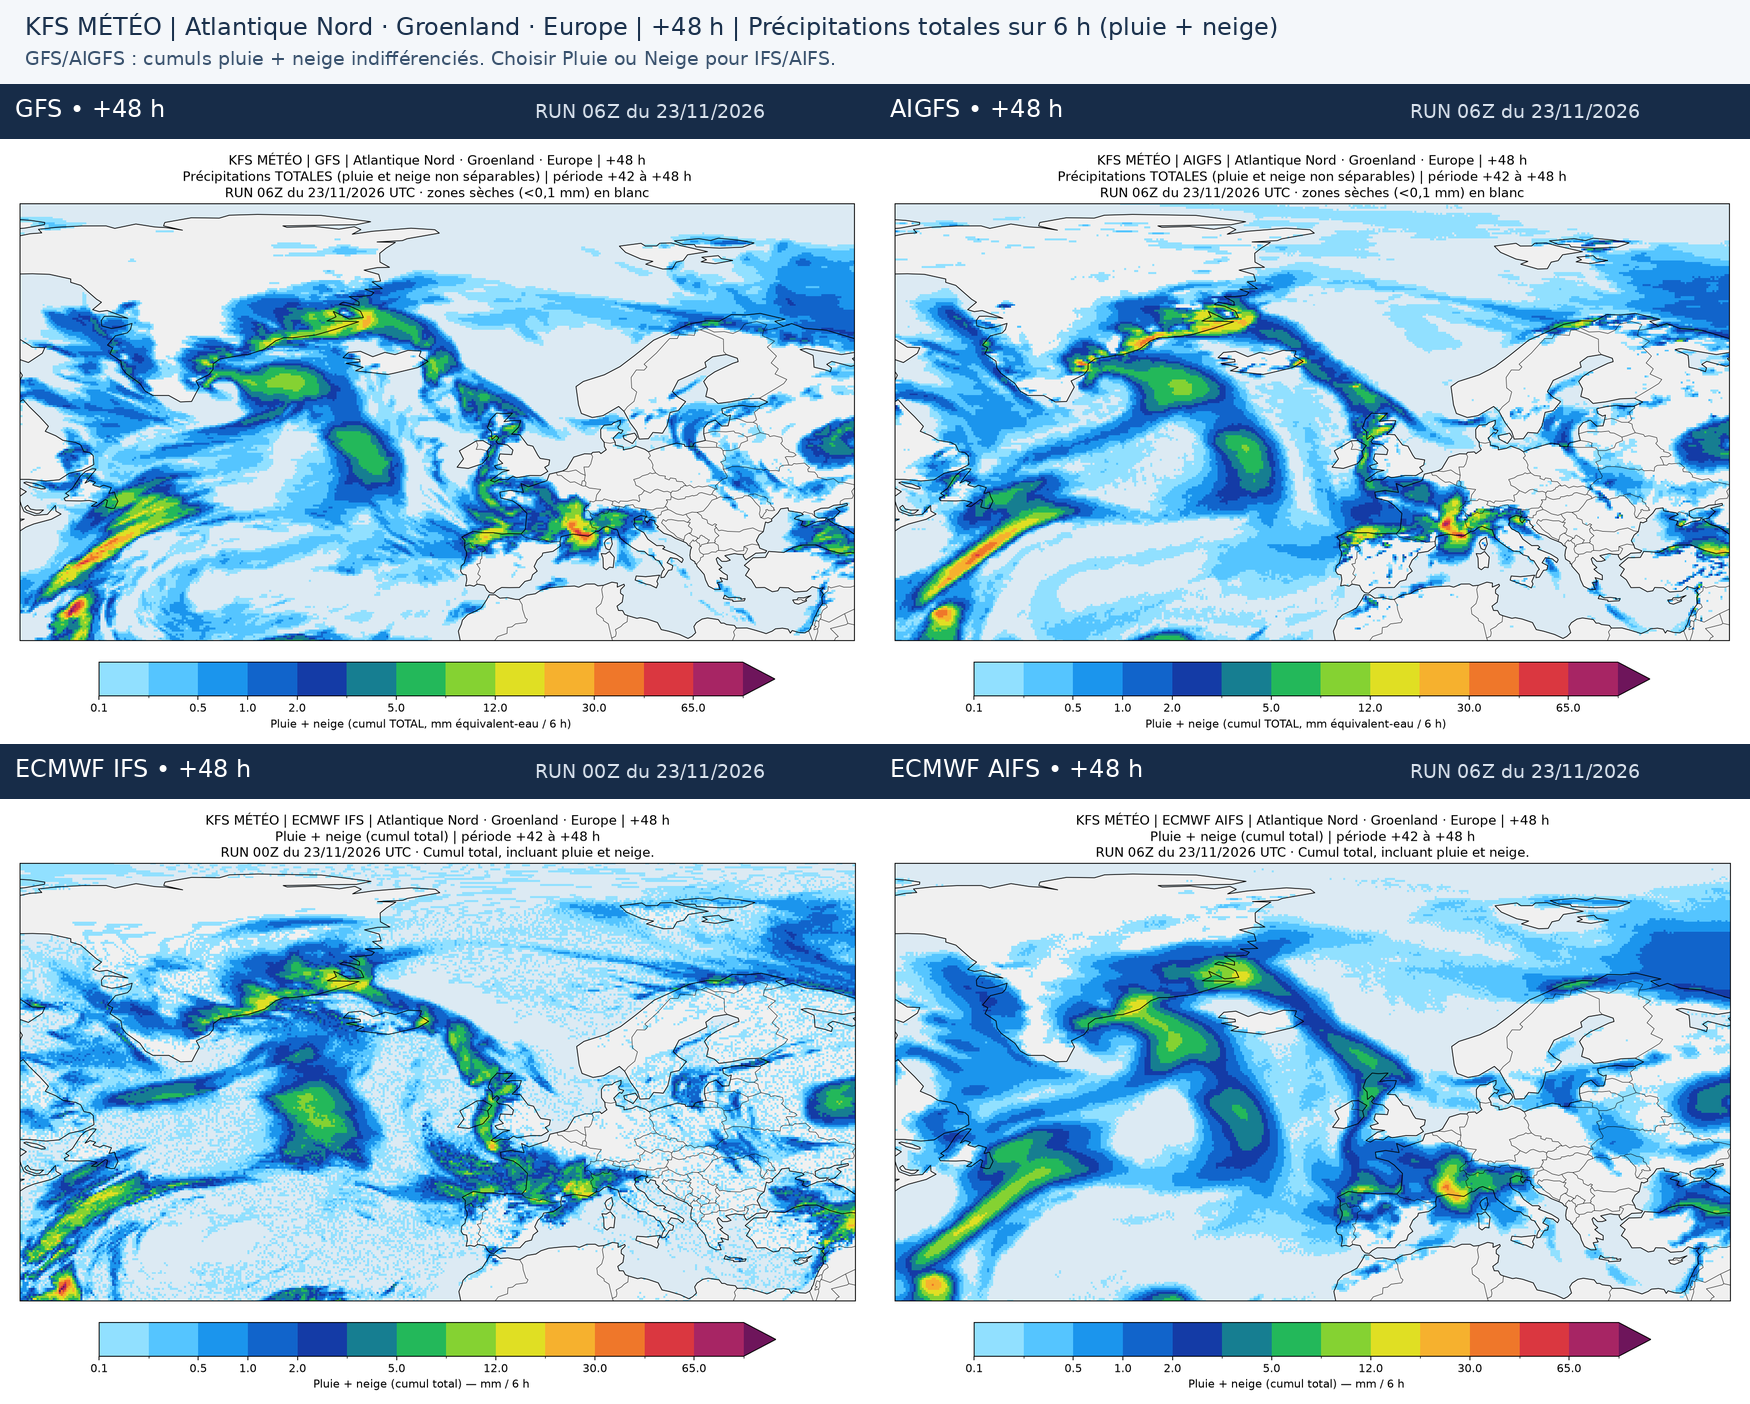 KFS MÉTÉO | Atlantique Nord · Groenland · Europe | +48 h | Précipitations totales sur 6 h (pluie + neige)
GFS/AIGFS : cumuls pluie + neige indifférenciés. Choisir Pluie ou Neige pour IFS/AIFS.
GFS • +48 h
RUN 06Z du 23/11/2026
AIGFS • +48 h
RUN 06Z du 23/11/2026
KFS MÉTÉO | GFS | Atlantique Nord · Groenland · Europe | +48 h
Précipitations TOTALES (pluie et neige non séparables) | période +42 à +48 h
RUN 06Z du 23/11/2026 UTC · zones sèches (<0,1 mm) en blanc
KFS MÉTÉO | AIGFS | Atlantique Nord · Groenland · Europe | +48 h
Précipitations TOTALES (pluie et neige non séparables) | période +42 à +48 h
RUN 06Z du 23/11/2026 UTC · zones sèches (<0,1 mm) en blanc
0.1 0.5 1.0 2.0 5.0 12.0 30.0 65.0
Pluie + neige (cumul TOTAL, mm équivalent-eau / 6 h)
0.1 0.5 1.0 2.0 5.0 12.0 30.0 65.0
Pluie + neige (cumul TOTAL, mm équivalent-eau / 6 h)
ECMWF IFS • +48 h
RUN 00Z du 23/11/2026
ECMWF AIFS • +48 h
RUN 06Z du 23/11/2026
KFS MÉTÉO | ECMWF IFS | Atlantique Nord · Groenland · Europe | +48 h
Pluie + neige (cumul total) | période +42 à +48 h
RUN 00Z du 23/11/2026 UTC · Cumul total, incluant pluie et neige.
KFS MÉTÉO | ECMWF AIFS | Atlantique Nord · Groenland · Europe | +48 h
Pluie + neige (cumul total) | période +42 à +48 h
RUN 06Z du 23/11/2026 UTC · Cumul total, incluant pluie et neige.
0.1 0.5 1.0 2.0 5.0 12.0 30.0 65.0
Pluie + neige (cumul total) — mm / 6 h
0.1 0.5 1.0 2.0 5.0 12.0 30.0 65.0
Pluie + neige (cumul total) — mm / 6 h